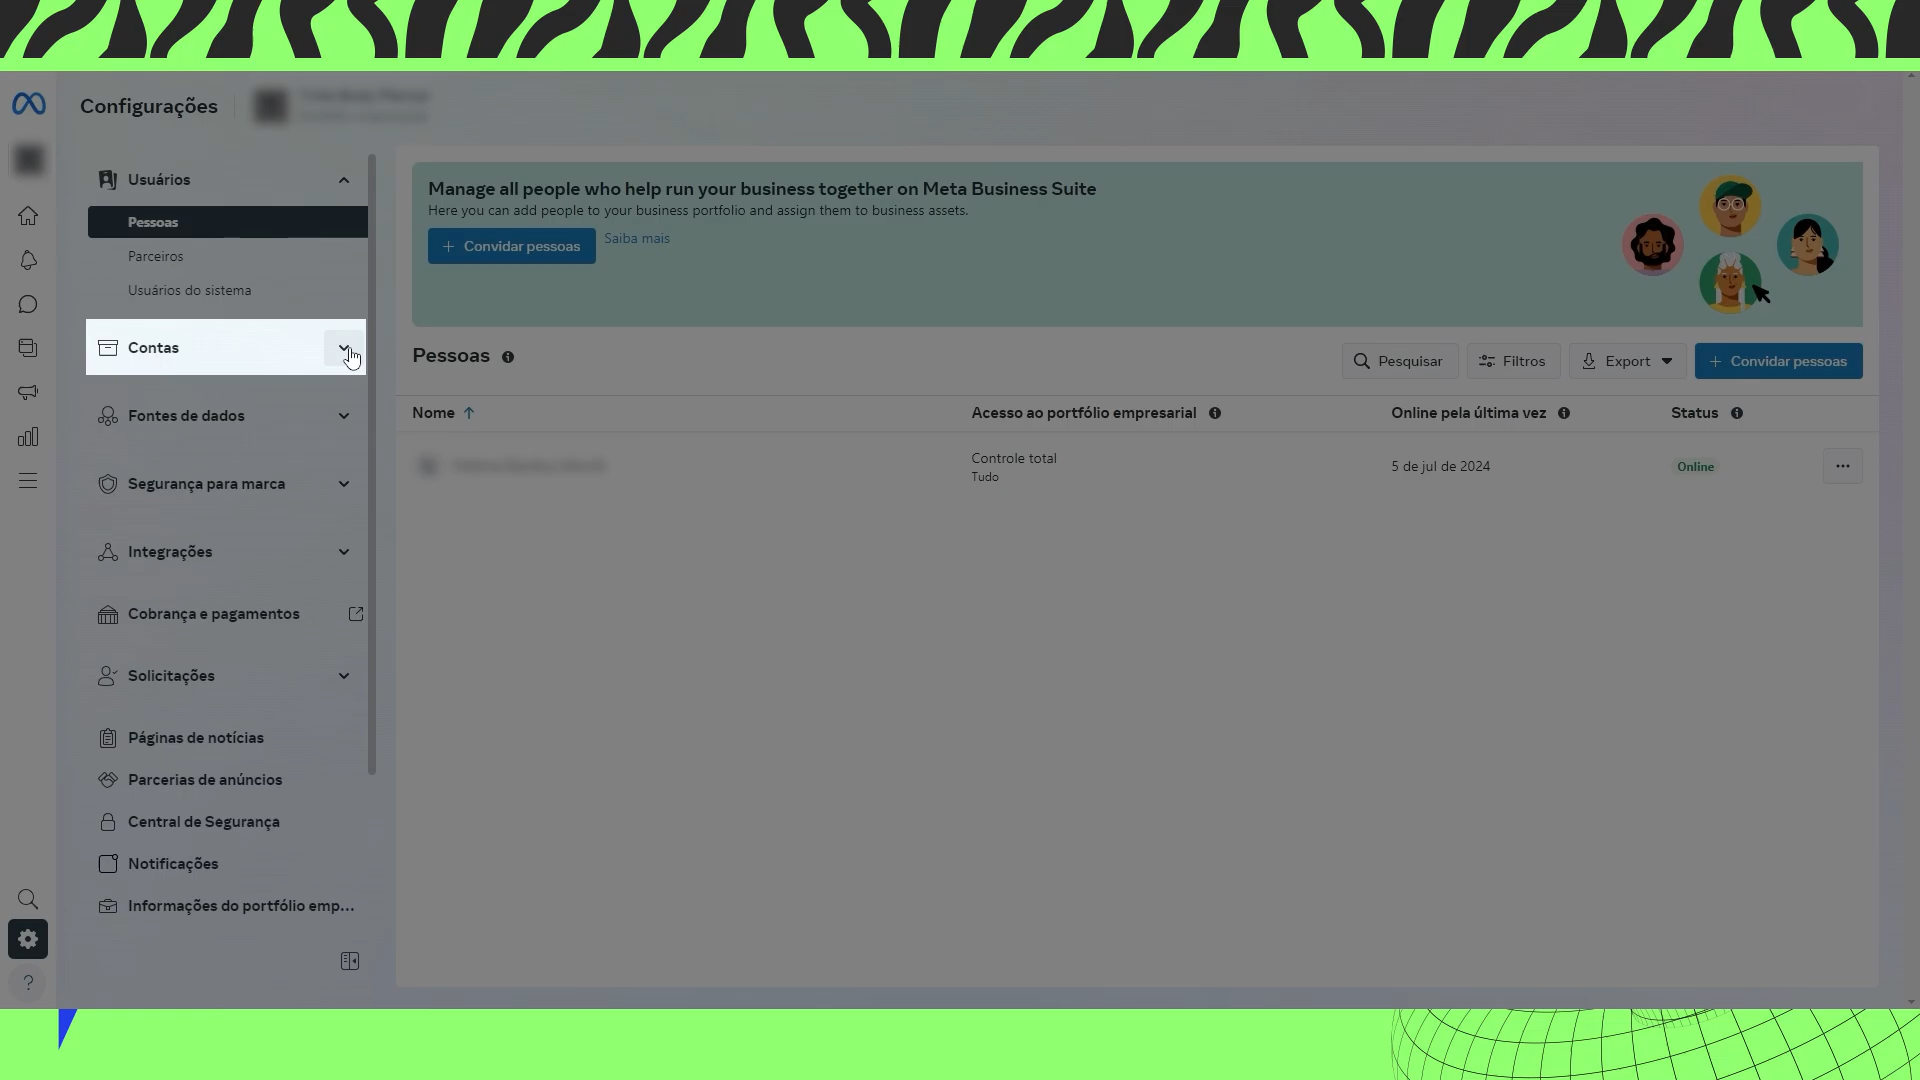 Configurações
Usuários
Pessoas
Parceiros
Usuários do sistema
Contas
Fontes de dados
Segurança para marca
Integrações
Cobrança e pagamentos
Solicitações
Páginas de notícias
Parcerias de anúncios
Central de Segurança
Notificações
Informações do portfólio emp...
Manage all people who help run your business together on Meta Business Suite
Here you can add people to your business portfolio and assign them to business assets.
+ Convidar pessoas Saiba mais
Pessoas
Pesquisar Filtros Export + Convidar pessoas
Nome ↑ Acesso ao portfólio empresarial Online pela última vez Status
Controle total
Tudo
5 de jul de 2024 Online